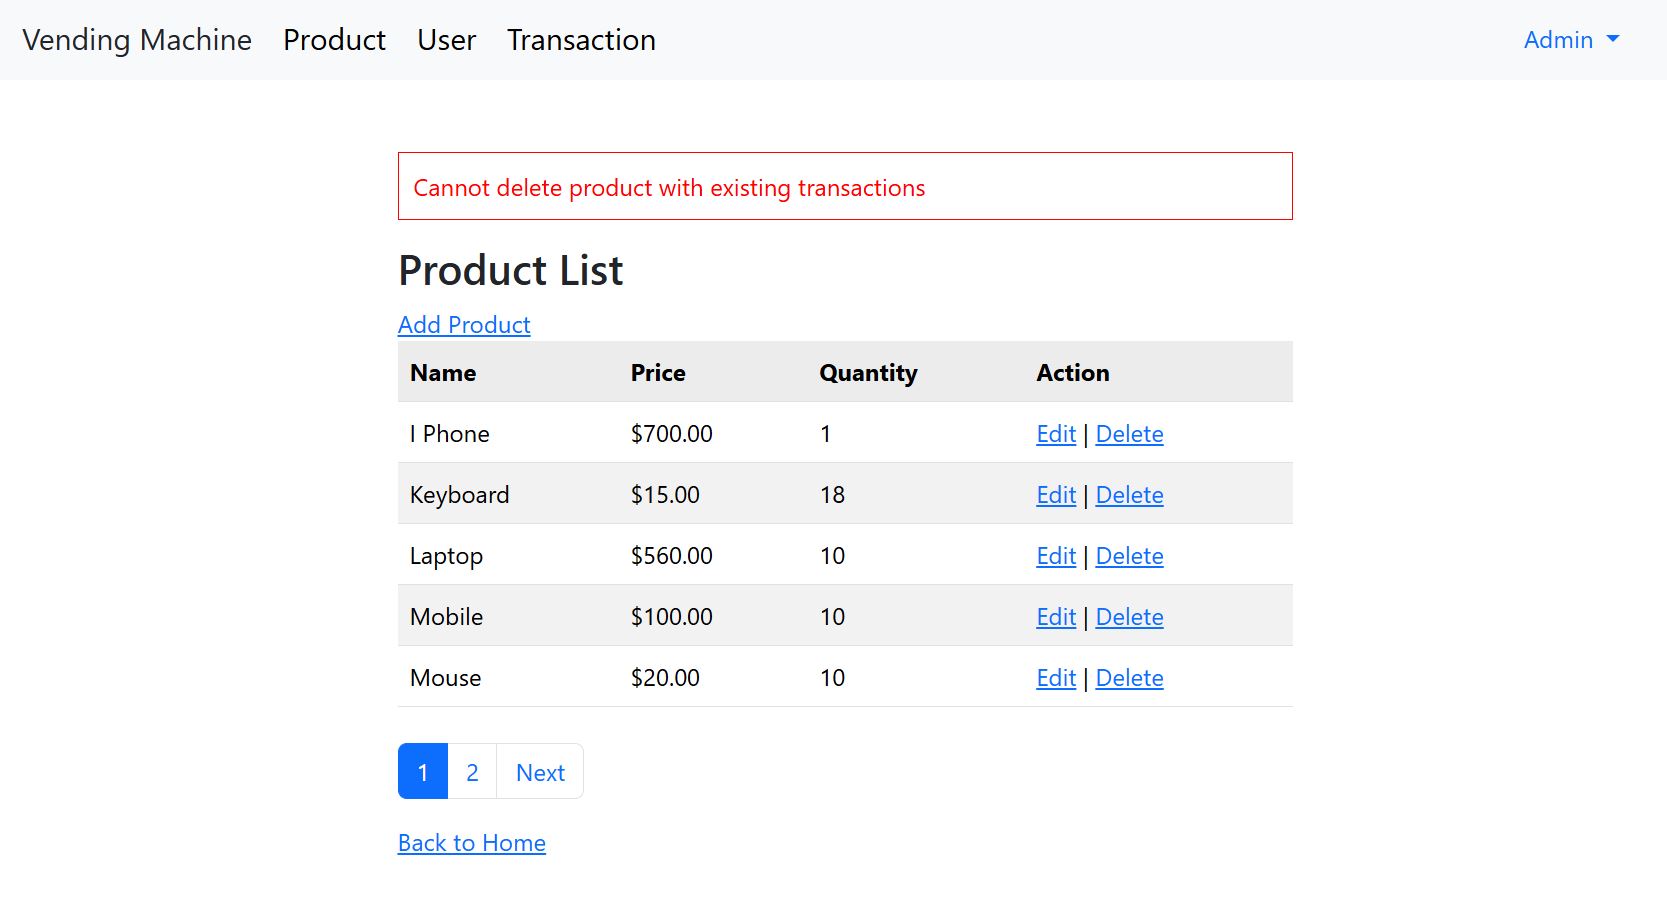 Vending Machine Product User Transaction Admin
Cannot delete product with existing transactions
Product List
Add Product
Name Price Quantity Action
I Phone $700.00 1 Edit | Delete
Keyboard $15.00 18 Edit | Delete
Laptop $560.00 10 Edit | Delete
Mobile $100.00 10 Edit | Delete
Mouse $20.00 10 Edit | Delete
1 2 Next
Back to Home